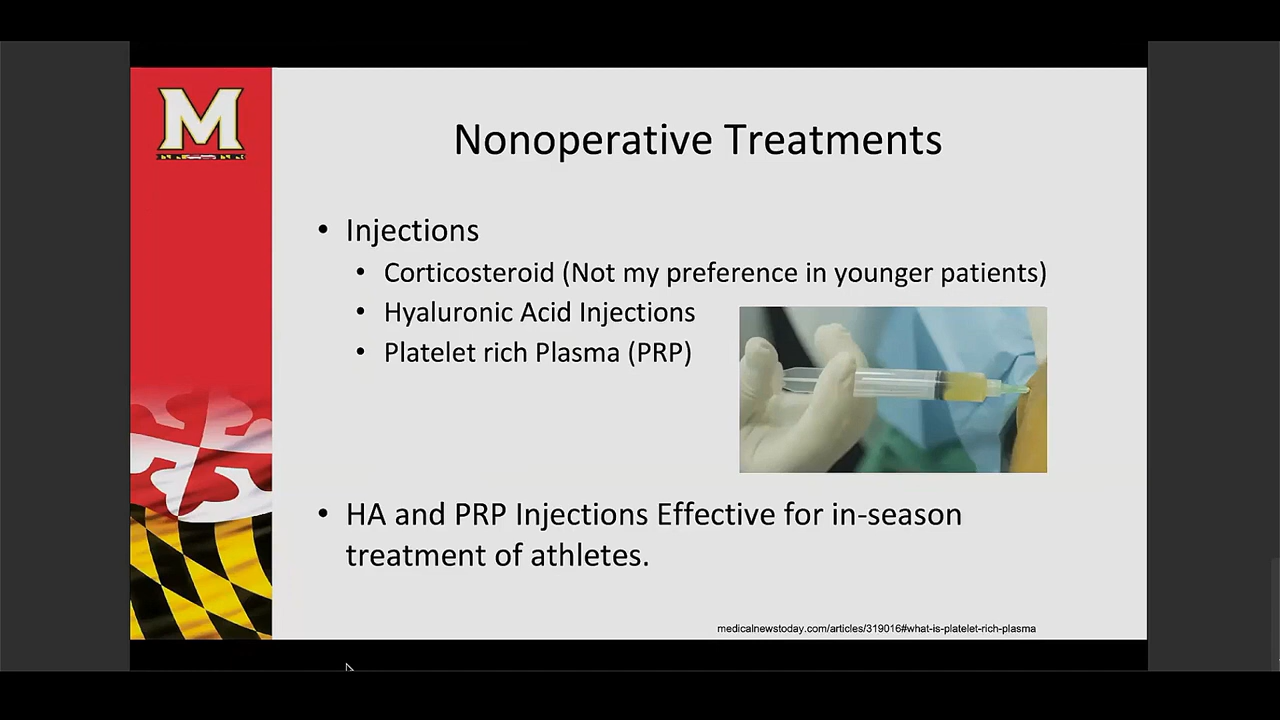 M
Nonoperative Treatments
• Injections
• Corticosteroid (Not my preference in younger patients)
• Hyaluronic Acid Injections
• Platelet rich Plasma (PRP)
• HA and PRP Injections Effective for in-season
treatment of athletes.
medicalnewstoday.com/articles/319016#what-is-platelet-rich-plasma